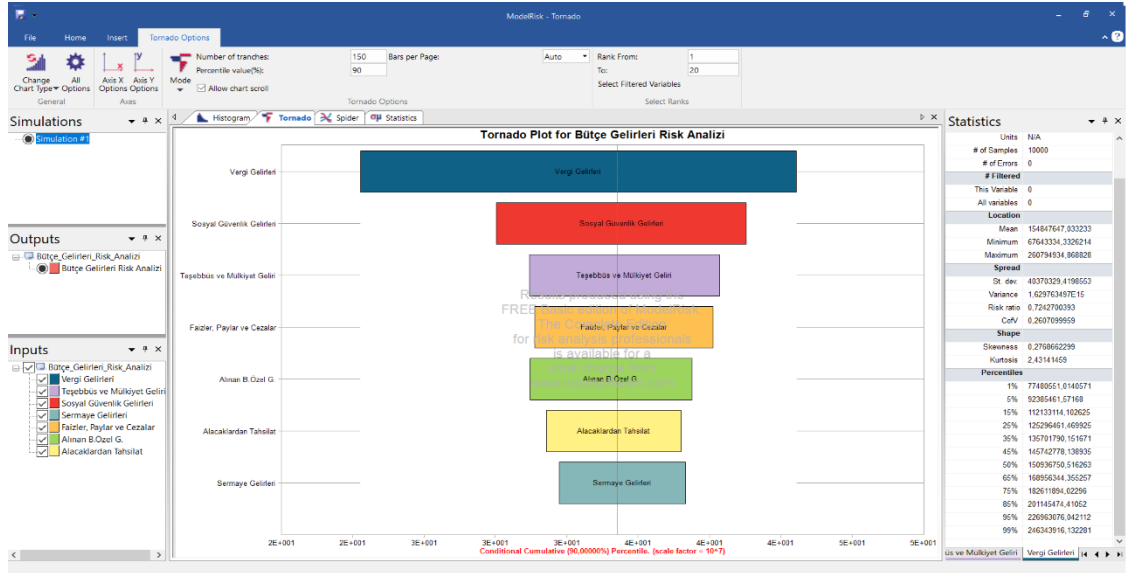 ModelRisk - Tornado
File Home Insert Tornado Options
Change Chart Type All Options
General
Axis X Options Axis Y Options
Axes
Mode
Number of tranches: 150 Bars per Page: Auto
Percentile value(%): 90
Allow chart scroll
Tornado Options
Rank From: 1
To: 20
Select Filtered Variables
Select Ranks
Simulations
Simulation #1
Outputs
Bütçe_Gelirleri_Risk_Analizi
Bütçe Gelirleri Risk Analizi
Inputs
Bütçe_Gelirleri_Risk_Analizi
Vergi Gelirleri
Teşebbüs ve Mülkiyet Geliri
Sosyal Güvenlik Gelirleri
Sermaye Gelirleri
Faizler, Paylar ve Cezalar
Alınan B.Özel G.
Alacaklardan Tahsilat
Histogram Tornado Spider Statistics
Tornado Plot for Bütçe Gelirleri Risk Analizi
Vergi Gelirleri Vergi Gelirleri
Sosyal Güvenlik Gelirleri Sosyal Güvenlik Gelirleri
Teşebbüs ve Mülkiyet Geliri Teşebbüs ve Mülkiyet Geliri
Results produced using the
FREE Basic edition of ModelRisk
Faizler, Paylar ve Cezalar Faizler, Paylar ve Cezalar
for risk analysis professionals
is available for a
Alınan B.Özel G. Alınan B.Özel G.
Alacaklardan Tahsilat Alacaklardan Tahsilat
Sermaye Gelirleri Sermaye Gelirleri
2E+001 2E+001 3E+001 3E+001 3E+001 4E+001 4E+001 4E+001 5E+001 5E+001
Conditional Cumulative (90,00000%) Percentile. (scale factor = 10^7)
Statistics
Units N/A
# of Samples 10000
# of Errors 0
# Filtered
This Variable 0
All variables 0
Location
Mean 154847647,033233
Minimum 67643334,3326214
Maximum 260794934,868828
Spread
St. dev. 40370329,4198553
Variance 1,629763497E15
Risk ratio 0,7242700393
CofV 0,2607099959
Shape
Skewness 0,2768662299
Kurtosis 2,43141459
Percentiles
1% 77480551,0140571
5% 92385461,57168
15% 112133114,102625
25% 125296461,469925
35% 135701790,151671
45% 145742778,138935
50% 150936750,516263
65% 168956344,355257
75% 182611894,02296
85% 201145474,41052
95% 226963076,042112
99% 246343916,132281
üs ve Mülkiyet Geliri Vergi Gelirleri